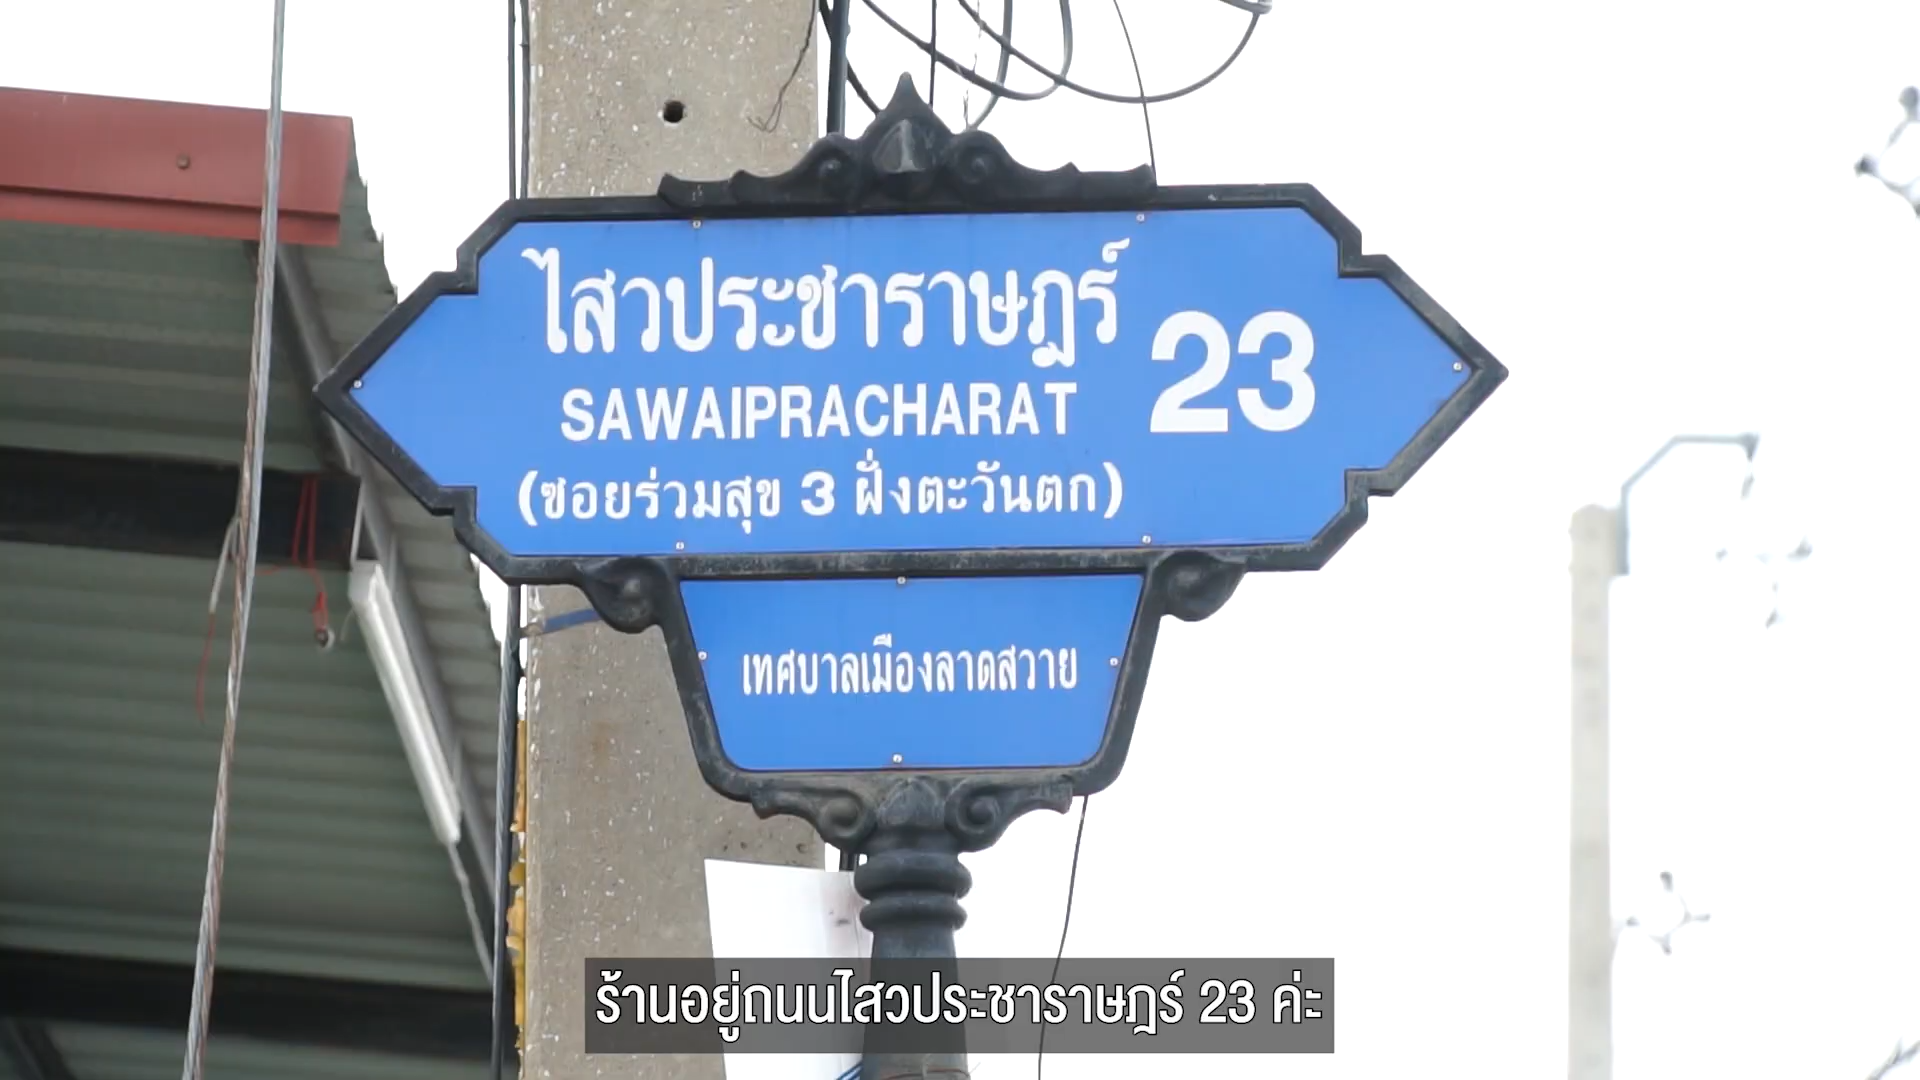 ไสวประชาราษฎร์ 23
SAWAIPRACHARAT
(ซอยร่วมสุข 3 ฝั่งตะวันตก)
เทศบาลเมืองลาดสวาย
ร้านอยู่ถนนไสวประชาราษฎร์ 23 ค่ะ